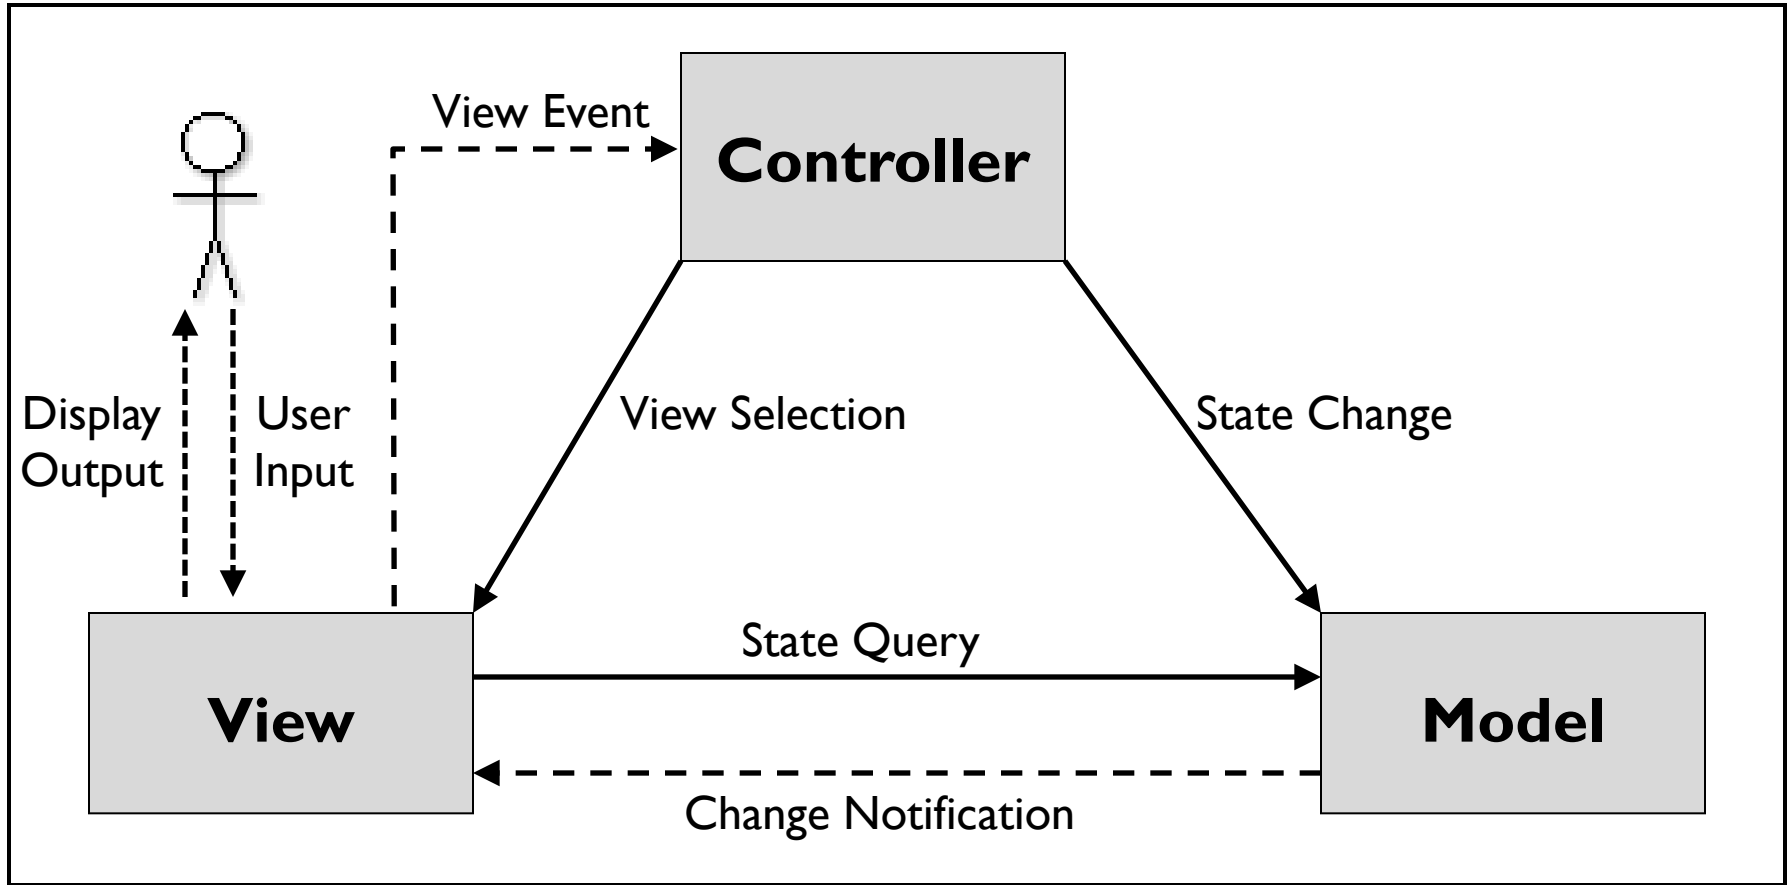 View Event
Controller
Display
Output
User
Input
View Selection
State Change
State Query
View
Model
Change Notification